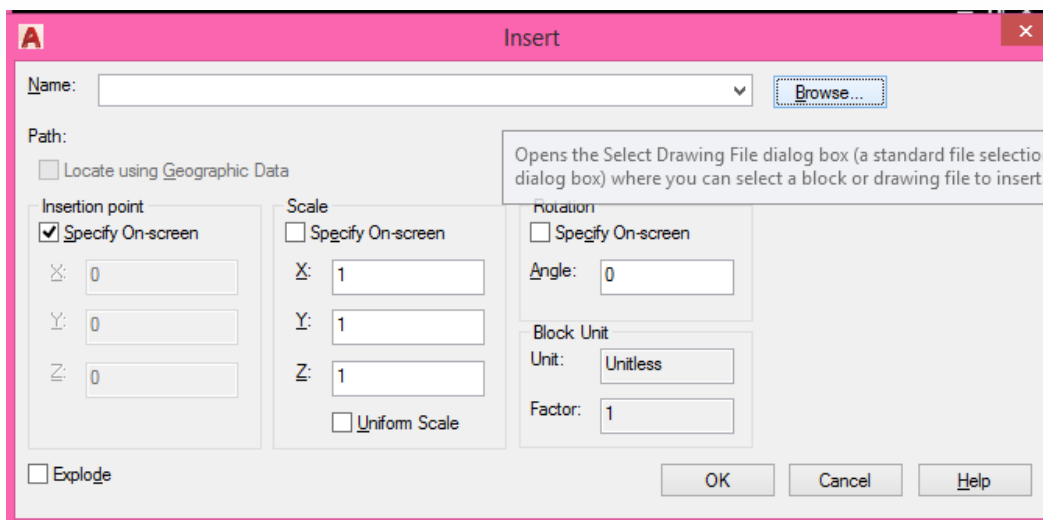 Insert
Name:
Browse...
Path:
Locate using Geographic Data
Opens the Select Drawing File dialog box (a standard file selectio
dialog box) where you can select a block or drawing file to insert
Insertion point
Specify On-screen
X: 0
Y: 0
Z: 0
Scale
Specify On-screen
X: 1
Y: 1
Z: 1
Uniform Scale
Rotation
Specify On-screen
Angle: 0
Block Unit
Unit: Unitless
Factor: 1
Explode
OK
Cancel
Help